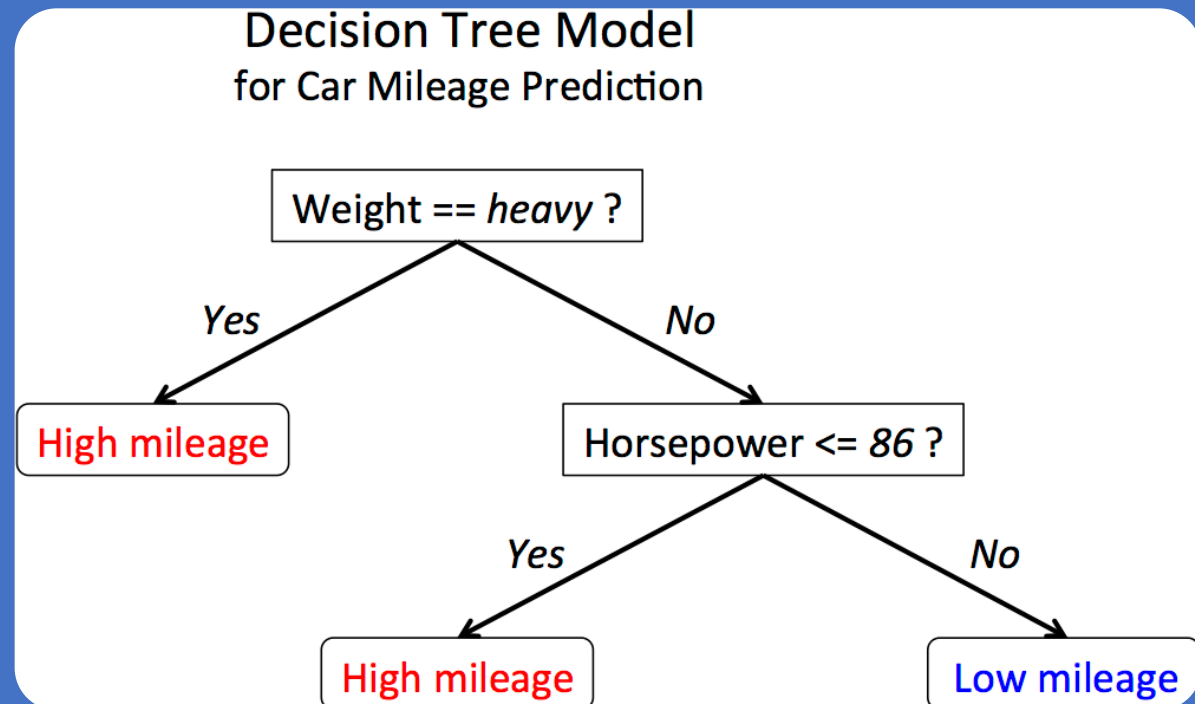 Decision Tree Model
for Car Mileage Prediction
Weight == heavy ?
Yes
No
High mileage
Horsepower <= 86 ?
Yes
No
High mileage
Low mileage